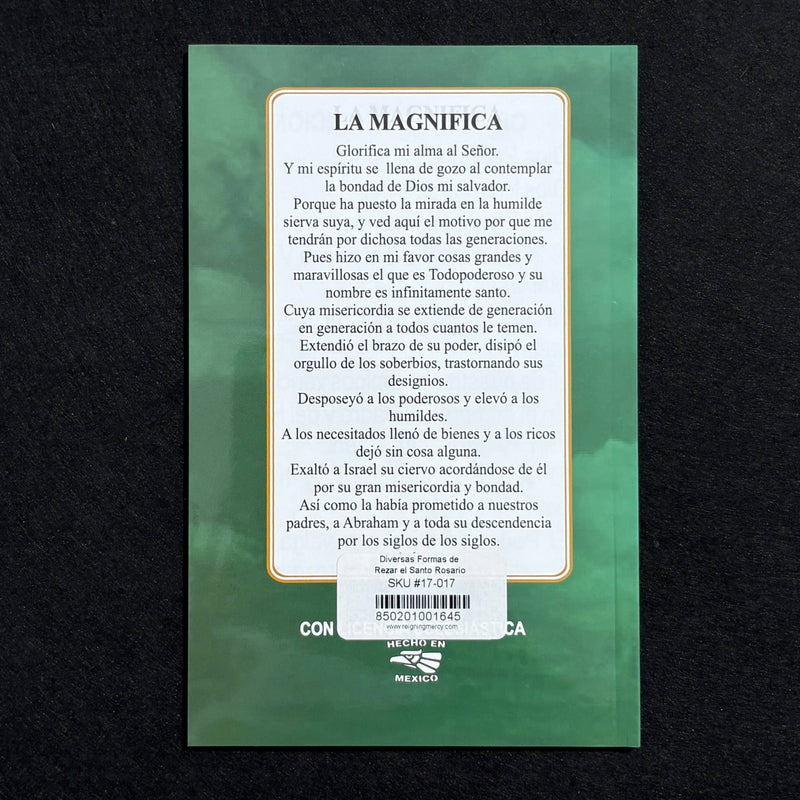 LA MAGNIFICA
Glorifica mi alma al Señor.
Y mi espíritu se llena de gozo al contemplar
la bondad de Dios mi salvador.
Porque ha puesto la mirada en la humilde
sierva suya, y ved aquí el motivo por que me
tendrán por dichosa todas las generaciones.
Pues hizo en mi favor cosas grandes y
maravillosas el que es Todopoderoso y su
nombre es infinitamente santo.
Cuya misericordia se extiende de generación
en generación a todos cuantos le temen.
Extendió el brazo de su poder, disipó el
orgullo de los soberbios, trastornando sus
designios.
Desposeyó a los poderosos y elevó a los
humildes.
A los necesitados llenó de bienes y a los ricos
dejó sin cosa alguna.
Exaltó a Israel su ciervo acordándose de él
por su gran misericordia y bondad.
Así como la había prometido a nuestros
padres, a Abraham y a toda su descendencia
por los siglos de los siglos.
Diversas Formas de
Rezar el Santo Rosario
SKU #17-017
850201001645
www.reigningmercy.com
CON LICENCIA ECLESIASTICA
HECHO EN
MEXICO